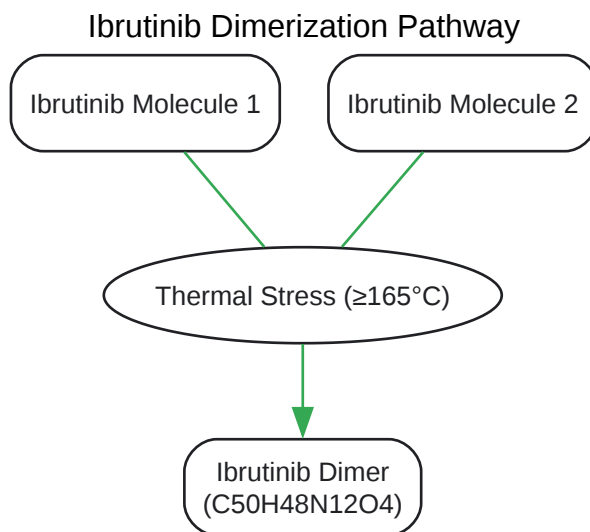 Ibrutinib Dimerization Pathway
Ibrutinib Molecule 1
Ibrutinib Molecule 2
Thermal Stress (≥165°C)
Ibrutinib Dimer
(C50H48N12O4)